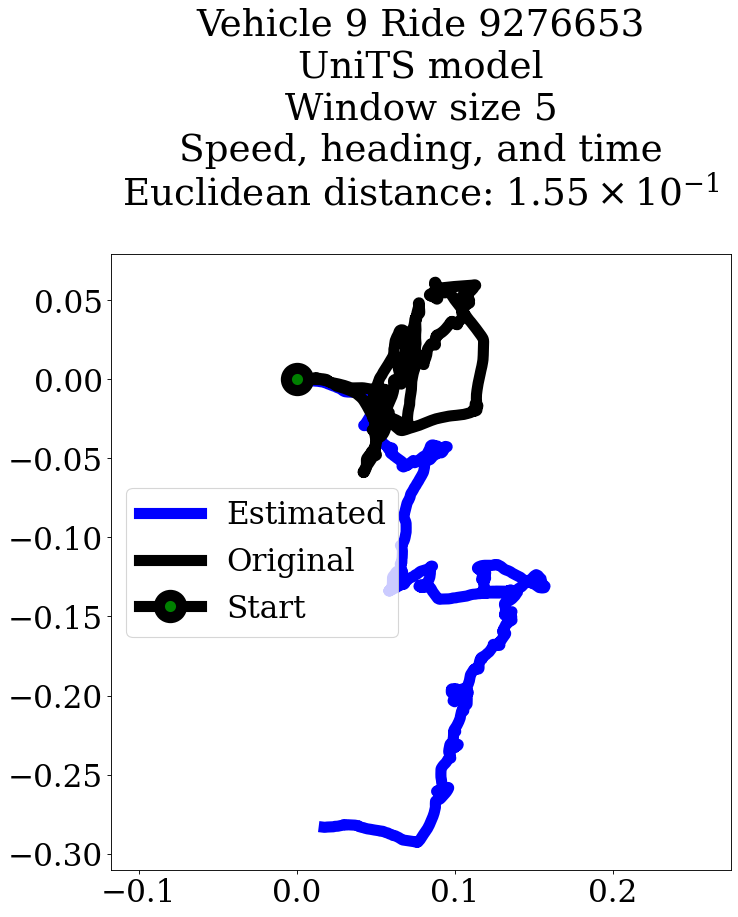 Vehicle 9 Ride 9276653
UniTS model
Window size 5
Speed, heading, and time
Euclidean distance: 1.55 × 10⁻¹
0.05
0.00
−0.05
−0.10
−0.15
−0.20
−0.25
−0.30
Estimated
Original
Start
−0.1 0.0 0.1 0.2